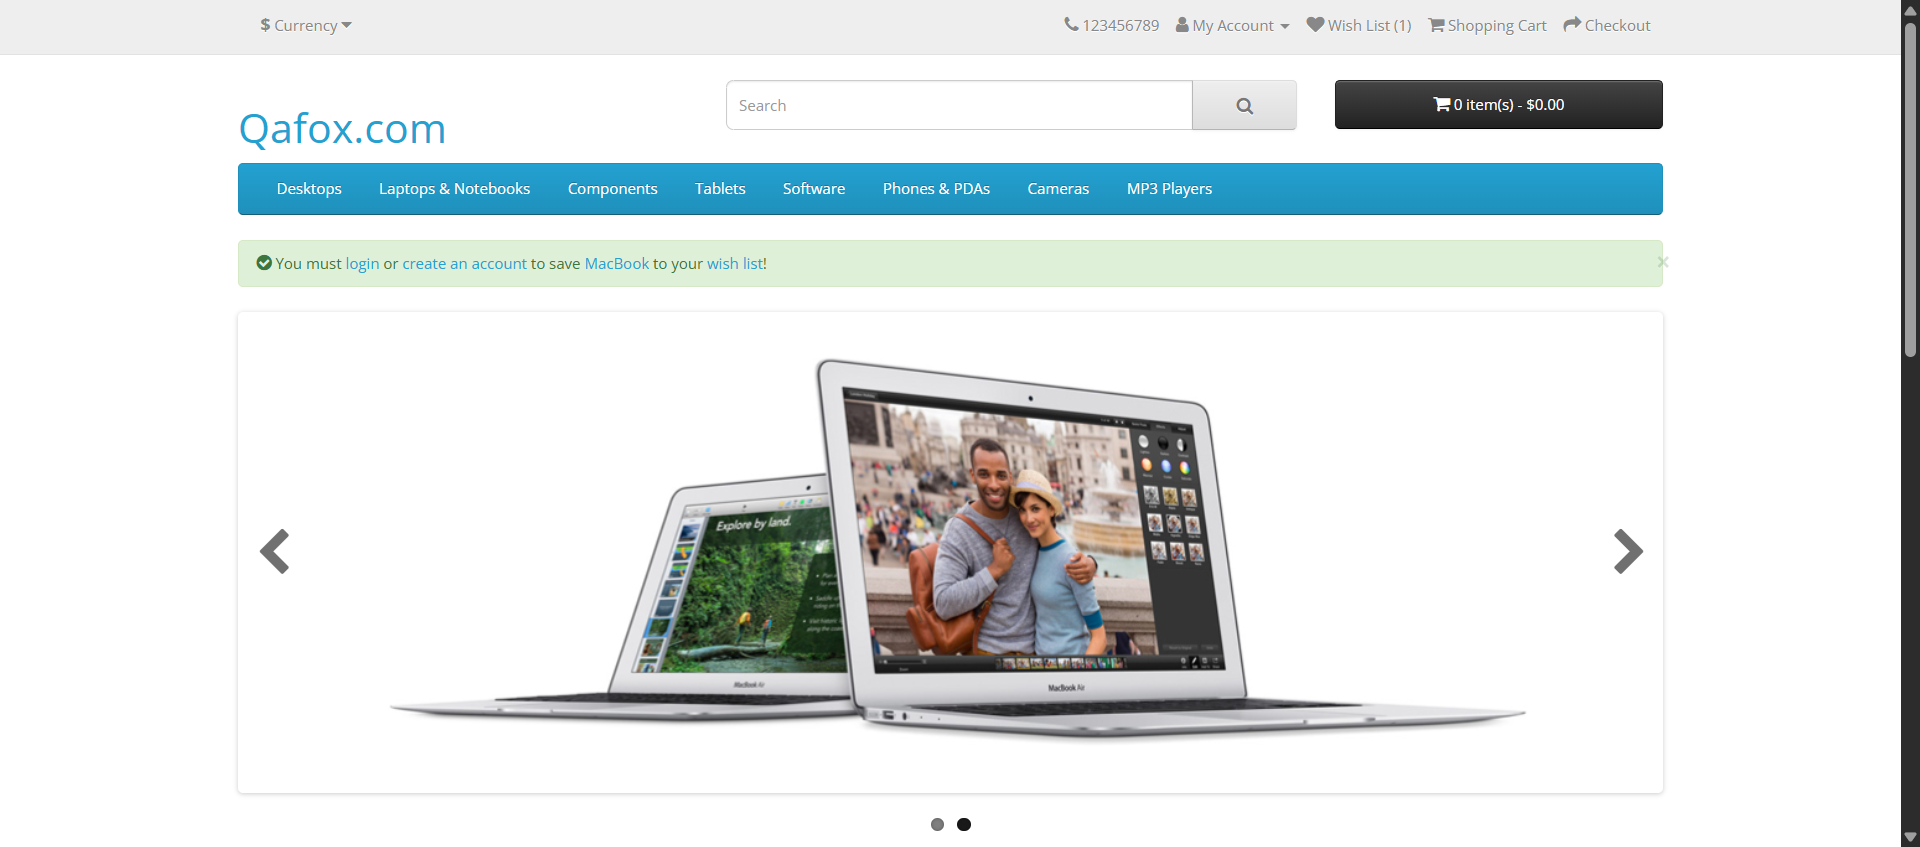 $ Currency
123456789 My Account Wish List (1) Shopping Cart Checkout
Qafox.com
Search
0 item(s) - $0.00
Desktops Laptops & Notebooks Components Tablets Software Phones & PDAs Cameras MP3 Players
You must login or create an account to save MacBook to your wish list!
×
Explore by land.
MacBook Air
MacBook Air